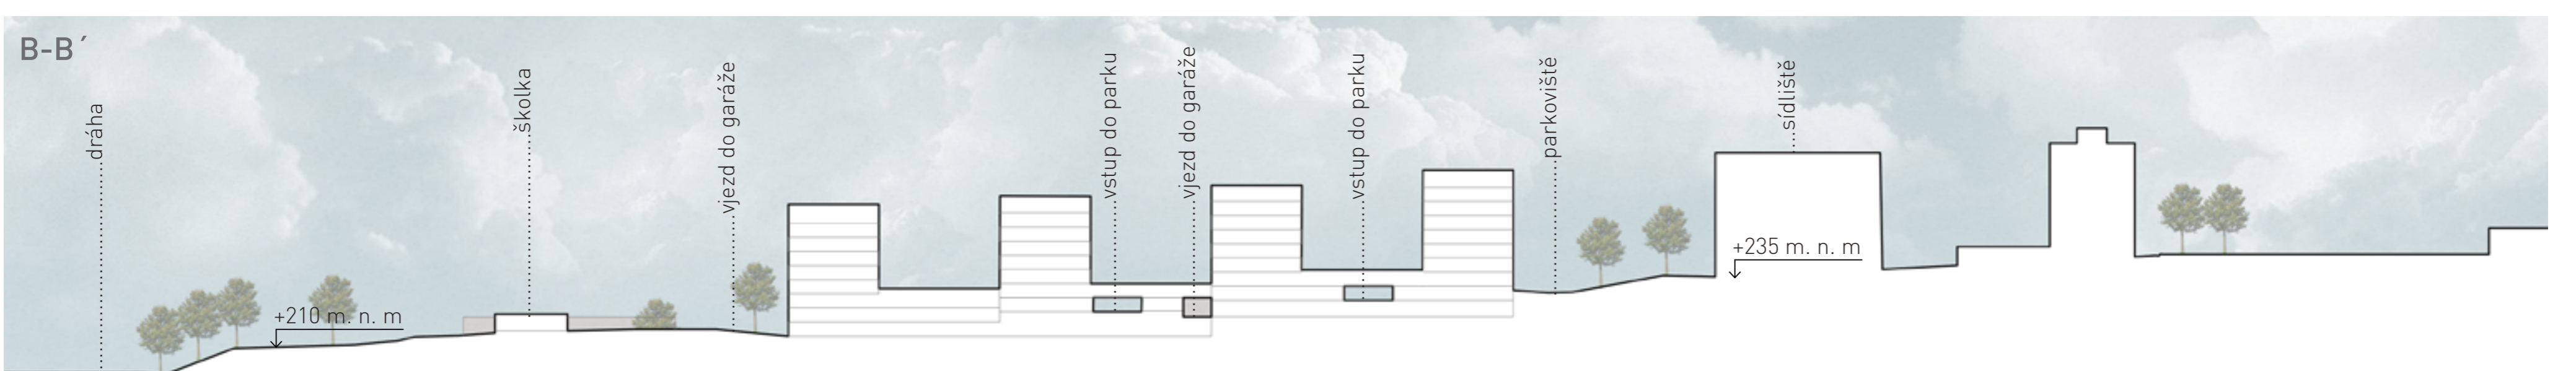 B-B´
dráha
školka
vjezd do garáže
vstup do parku
vjezd do garáže
vstup do parku
parkoviště
sídliště
+210 m. n. m
+235 m. n. m